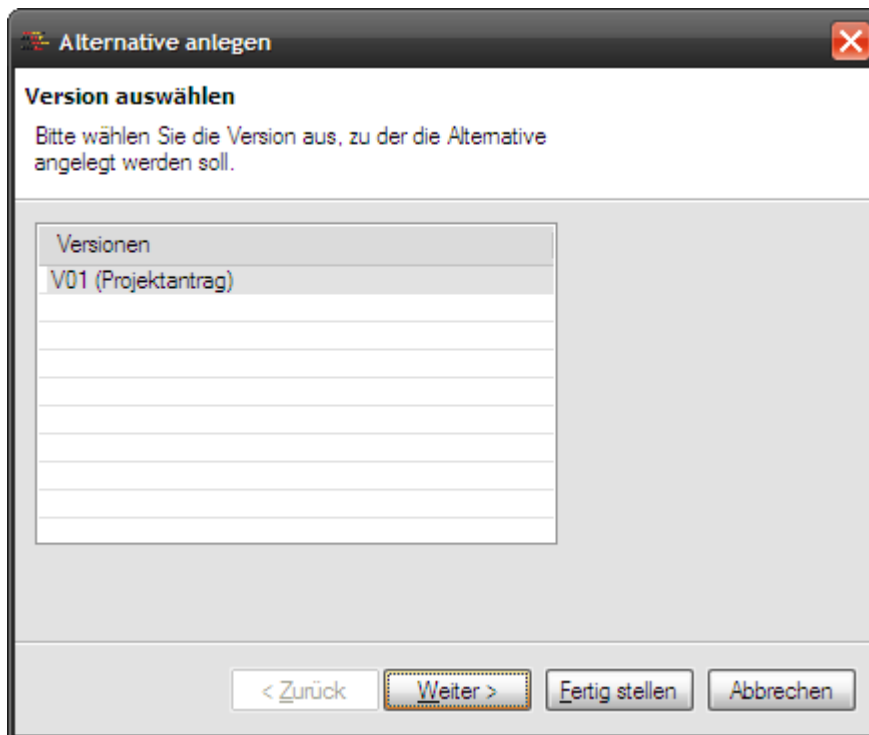 Alternative anlegen
Version auswählen
Bitte wählen Sie die Version aus, zu der die Alternative
angelegt werden soll.
Versionen
V01 (Projektantrag)
< Zurück Weiter > Fertig stellen Abbrechen